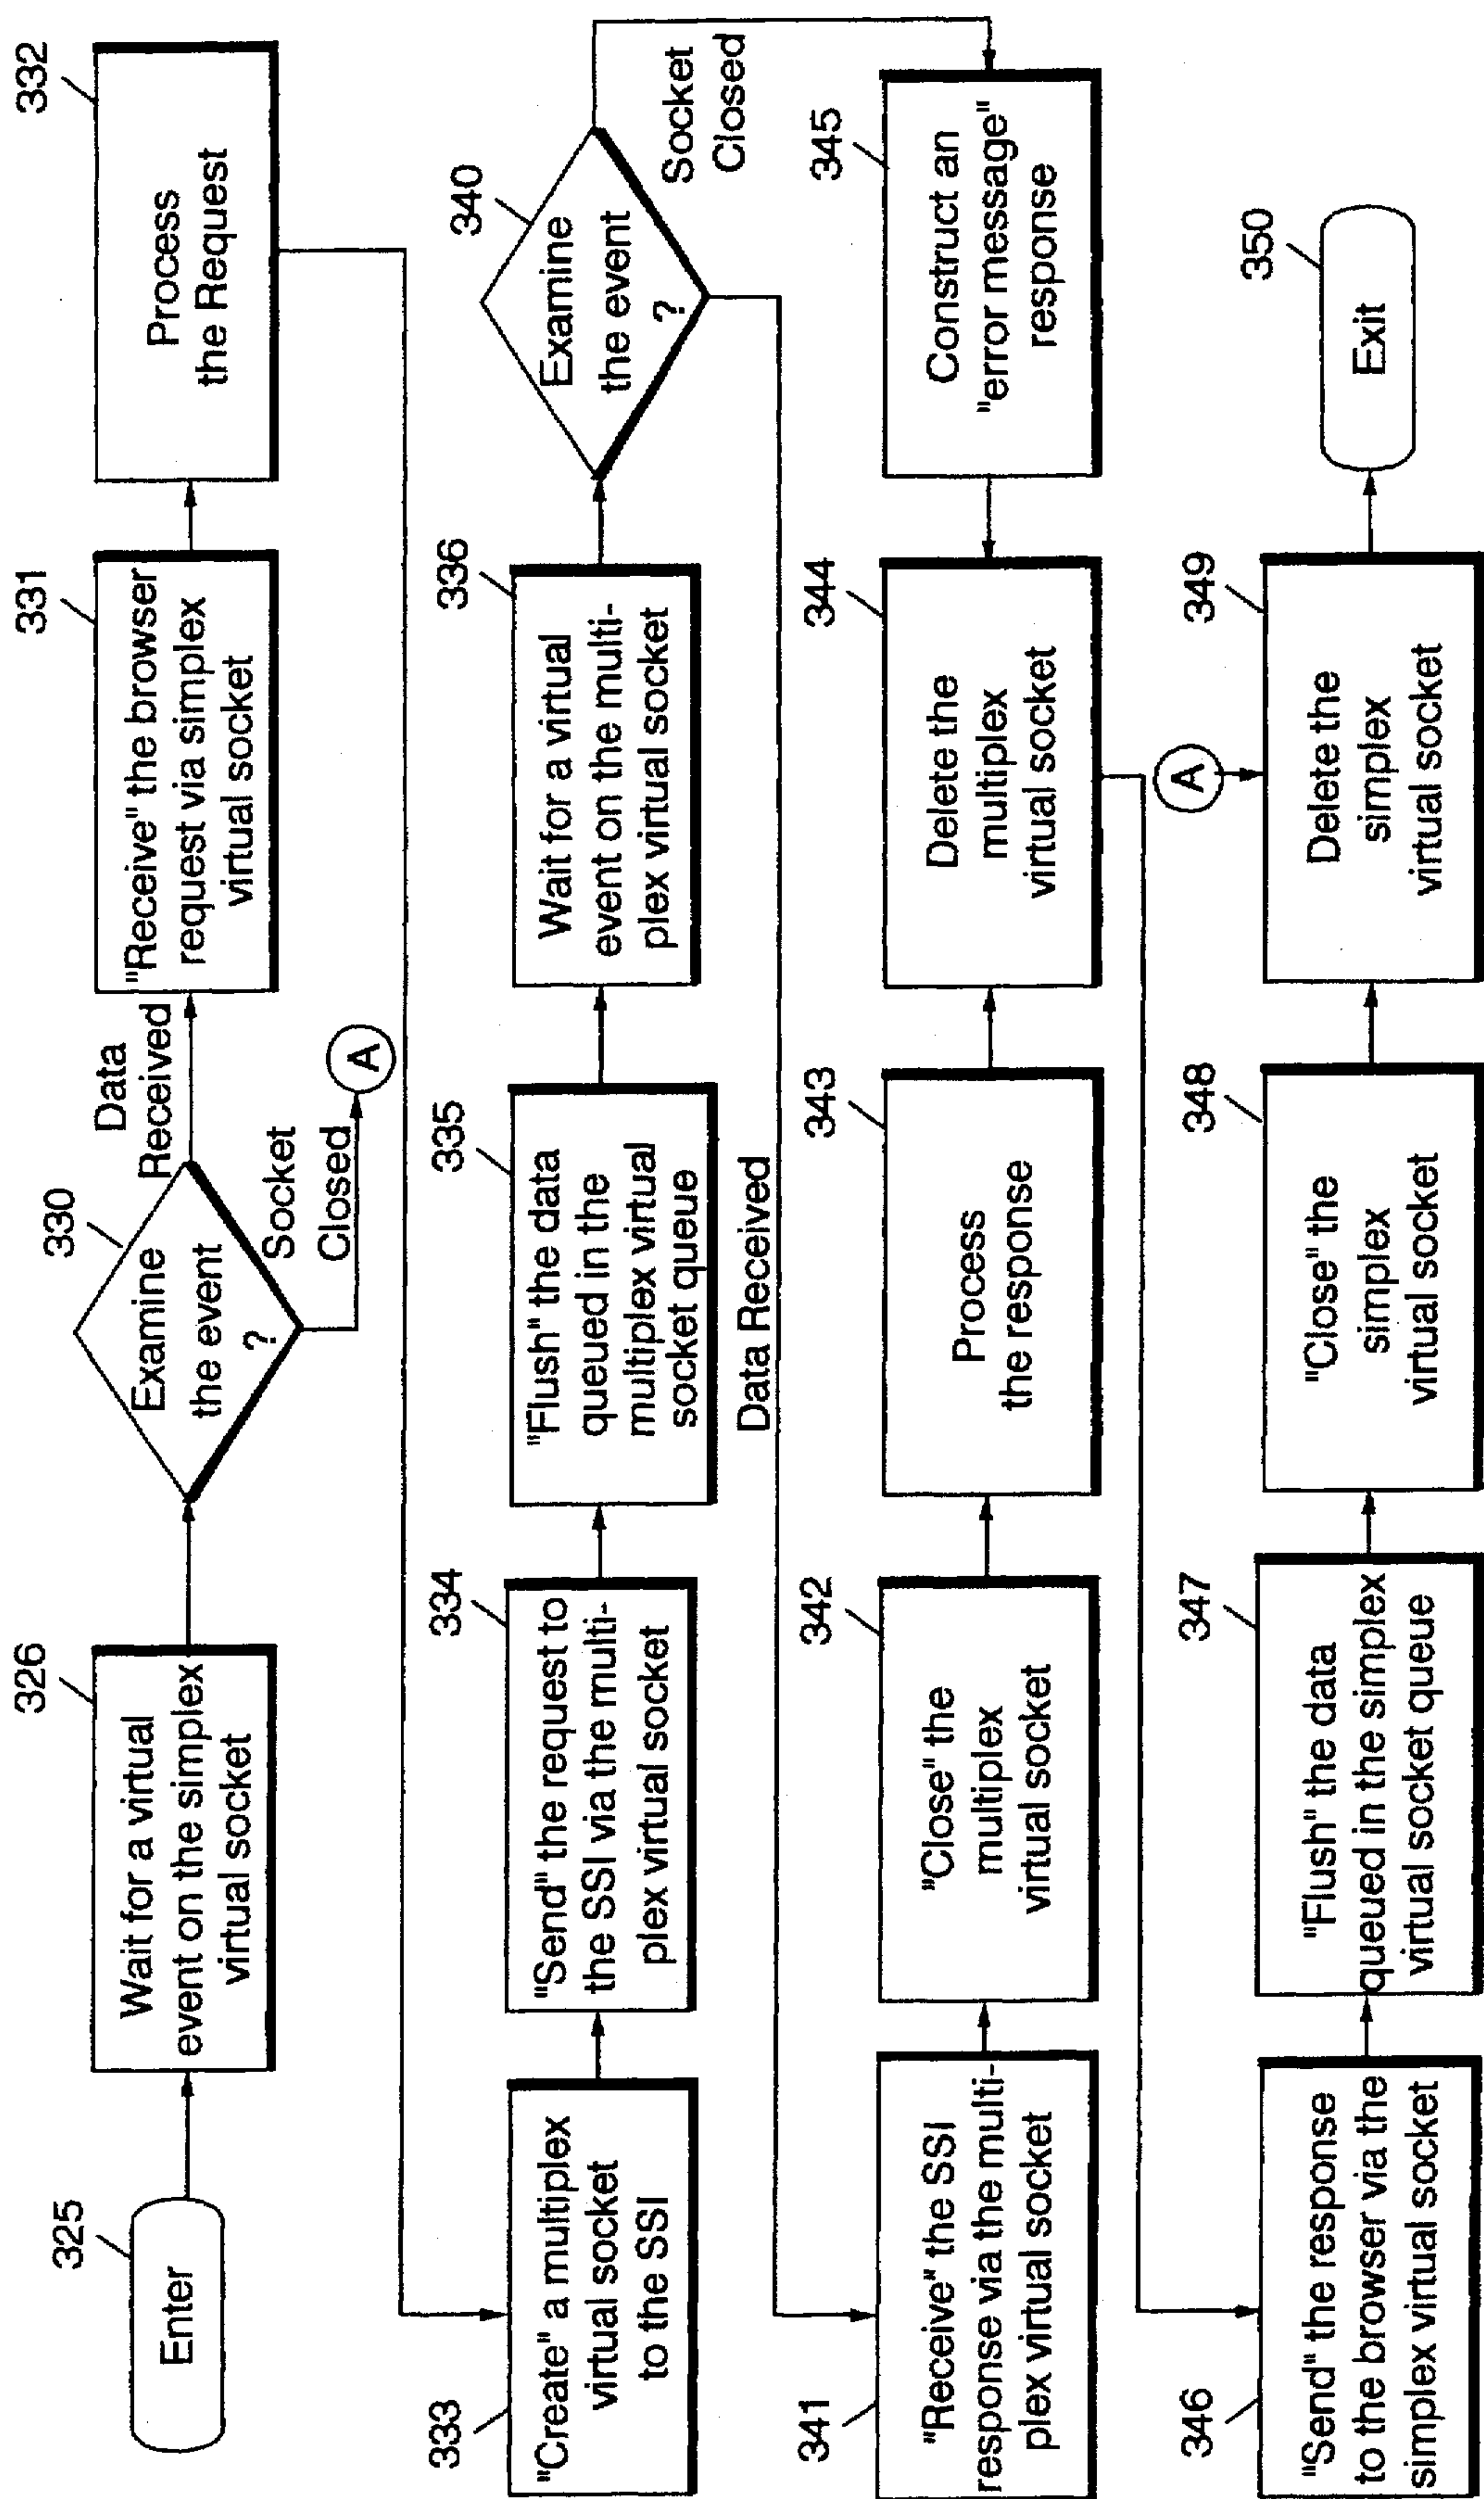 325
Enter
326
Wait for a virtual
event on the simplex
virtual socket
330
Examine
the event
?
Data
Received
Socket
Closed
A
331
"Receive" the browser
request via simplex
virtual socket
332
Process
the Request
333
"Create" a multiplex
virtual socket
to the SSI
334
"Send" the request to
the SSI via the multi-
plex virtual socket
335
"Flush" the data
queued in the
multiplex virtual
socket queue
336
Wait for a virtual
event on the multi-
plex virtual socket
340
Examine
the event
?
Socket
Closed
Data Received
341
"Receive" the SSI
response via the multi-
plex virtual socket
342
"Close" the
multiplex
virtual socket
343
Process
the response
344
Delete the
multiplex
virtual socket
345
Construct an
"error message"
response
346
"Send" the response
to the browser via the
simplex virtual socket
347
"Flush" the data
queued in the simplex
virtual socket queue
348
"Close" the
simplex
virtual socket
A
349
Delete the
simplex
virtual socket
350
Exit